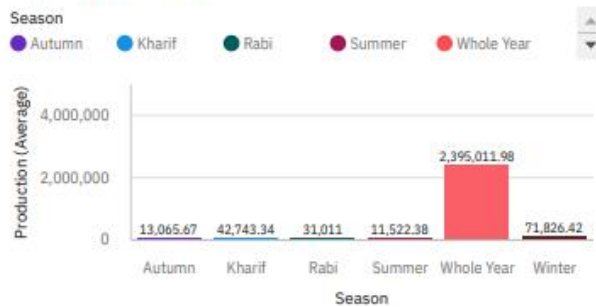 Season
Autumn Kharif Rabi Summer Whole Year
Production (Average)
4,000,000
2,000,000
0
13,065.67 42,743.34 31,011 11,522.38 2,395,011.98 71,826.42
Autumn Kharif Rabi Summer Whole Year Winter
Season